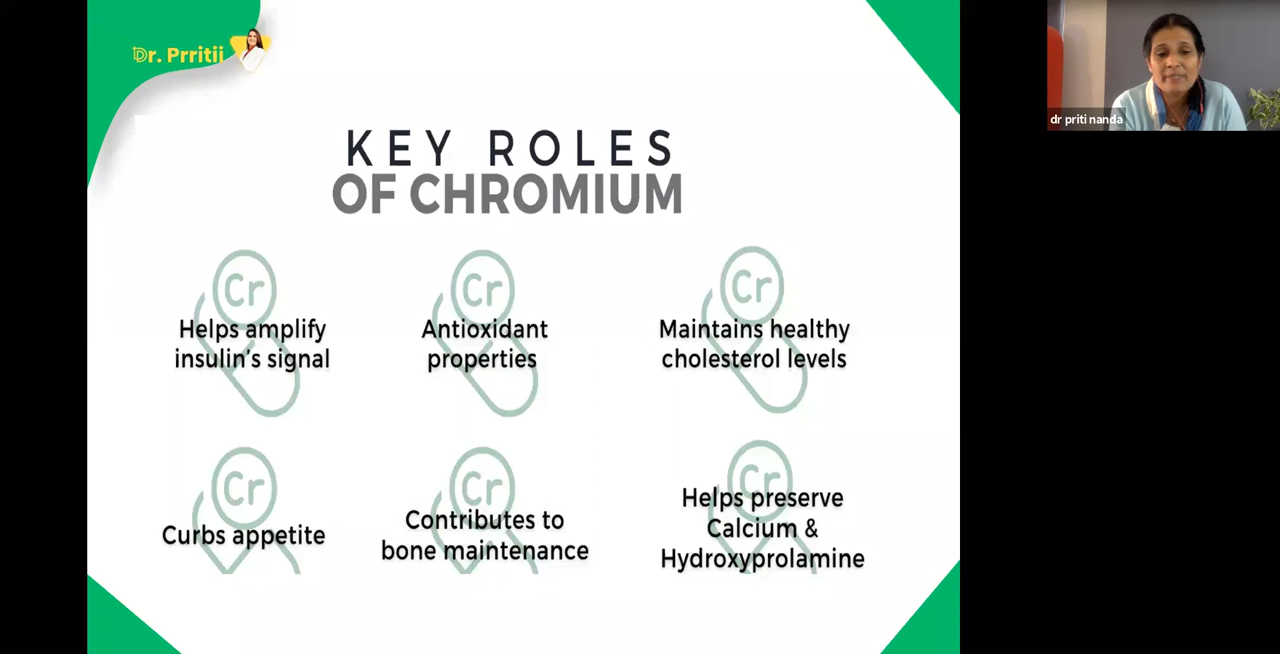 Dr. Prritii
dr priti nanda
KEY ROLES
OF CHROMIUM
Cr
Helps amplify
insulin's signal
Cr
Antioxidant
properties
Cr
Maintains healthy
cholesterol levels
Cr
Curbs appetite
Cr
Contributes to
bone maintenance
Cr
Helps preserve
Calcium &
Hydroxyprolamine